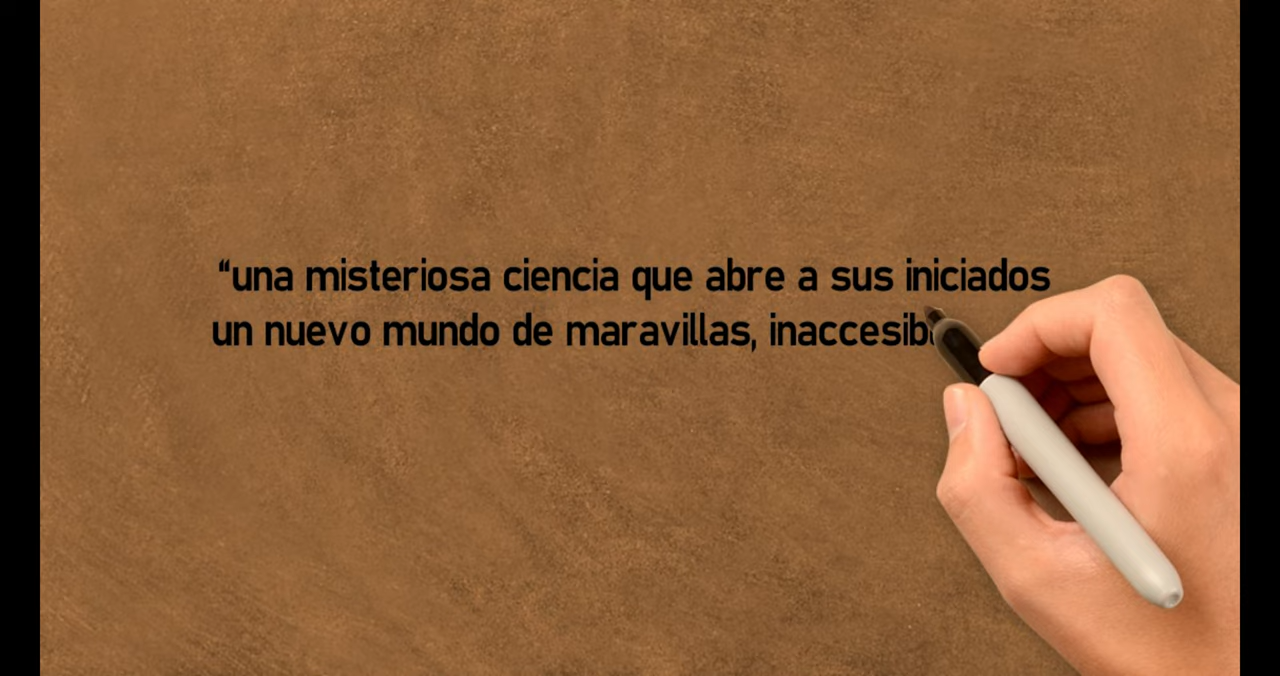 “una misteriosa ciencia que abre a sus iniciados
un nuevo mundo de maravillas,